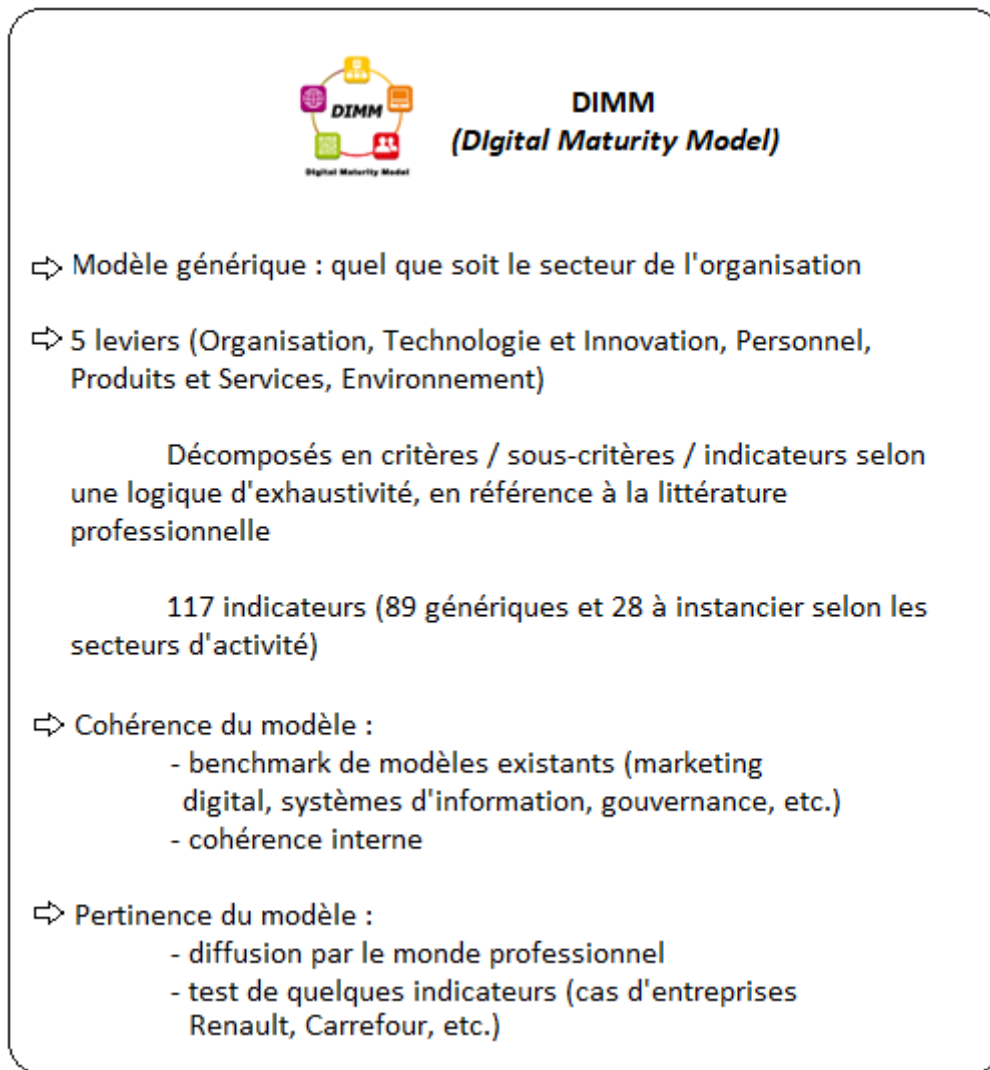 DIMM
Digital Maturity Model
DIMM
(DIgital Maturity Model)
Modèle générique : quel que soit le secteur de l'organisation
5 leviers (Organisation, Technologie et Innovation, Personnel,
Produits et Services, Environnement)
Décomposés en critères / sous-critères / indicateurs selon
une logique d'exhaustivité, en référence à la littérature
professionnelle
117 indicateurs (89 génériques et 28 à instancier selon les
secteurs d'activité)
Cohérence du modèle :
- benchmark de modèles existants (marketing
digital, systèmes d'information, gouvernance, etc.)
- cohérence interne
Pertinence du modèle :
- diffusion par le monde professionnel
- test de quelques indicateurs (cas d'entreprises
Renault, Carrefour, etc.)